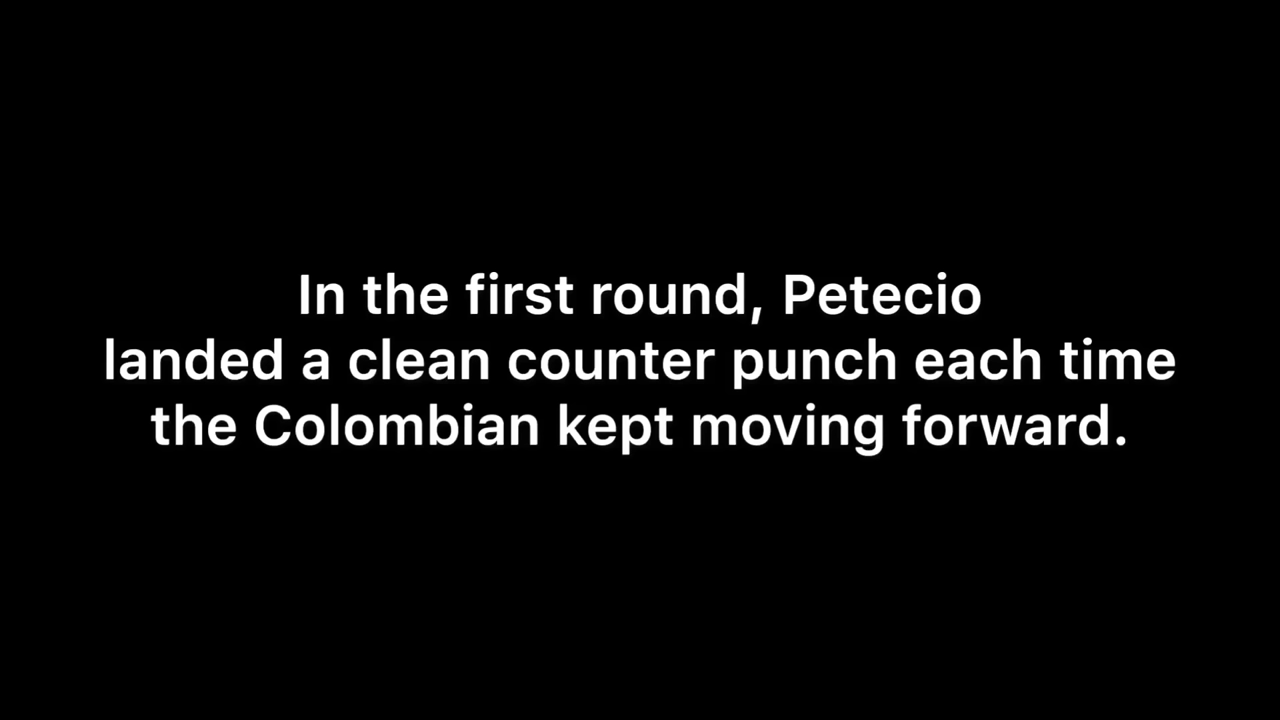 In the first round, Petecio
landed a clean counter punch each time
the Colombian kept moving forward.